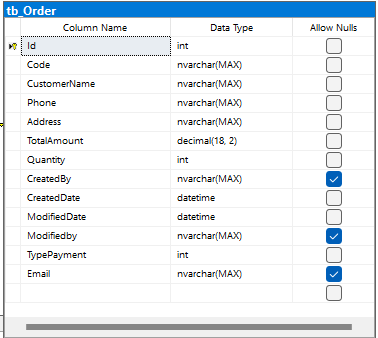 tb_Order
Column Name Data Type Allow Nulls
Id int
Code nvarchar(MAX)
CustomerName nvarchar(MAX)
Phone nvarchar(MAX)
Address nvarchar(MAX)
TotalAmount decimal(18, 2)
Quantity int
CreatedBy nvarchar(MAX)
CreatedDate datetime
ModifiedDate datetime
Modifiedby nvarchar(MAX)
TypePayment int
Email nvarchar(MAX)